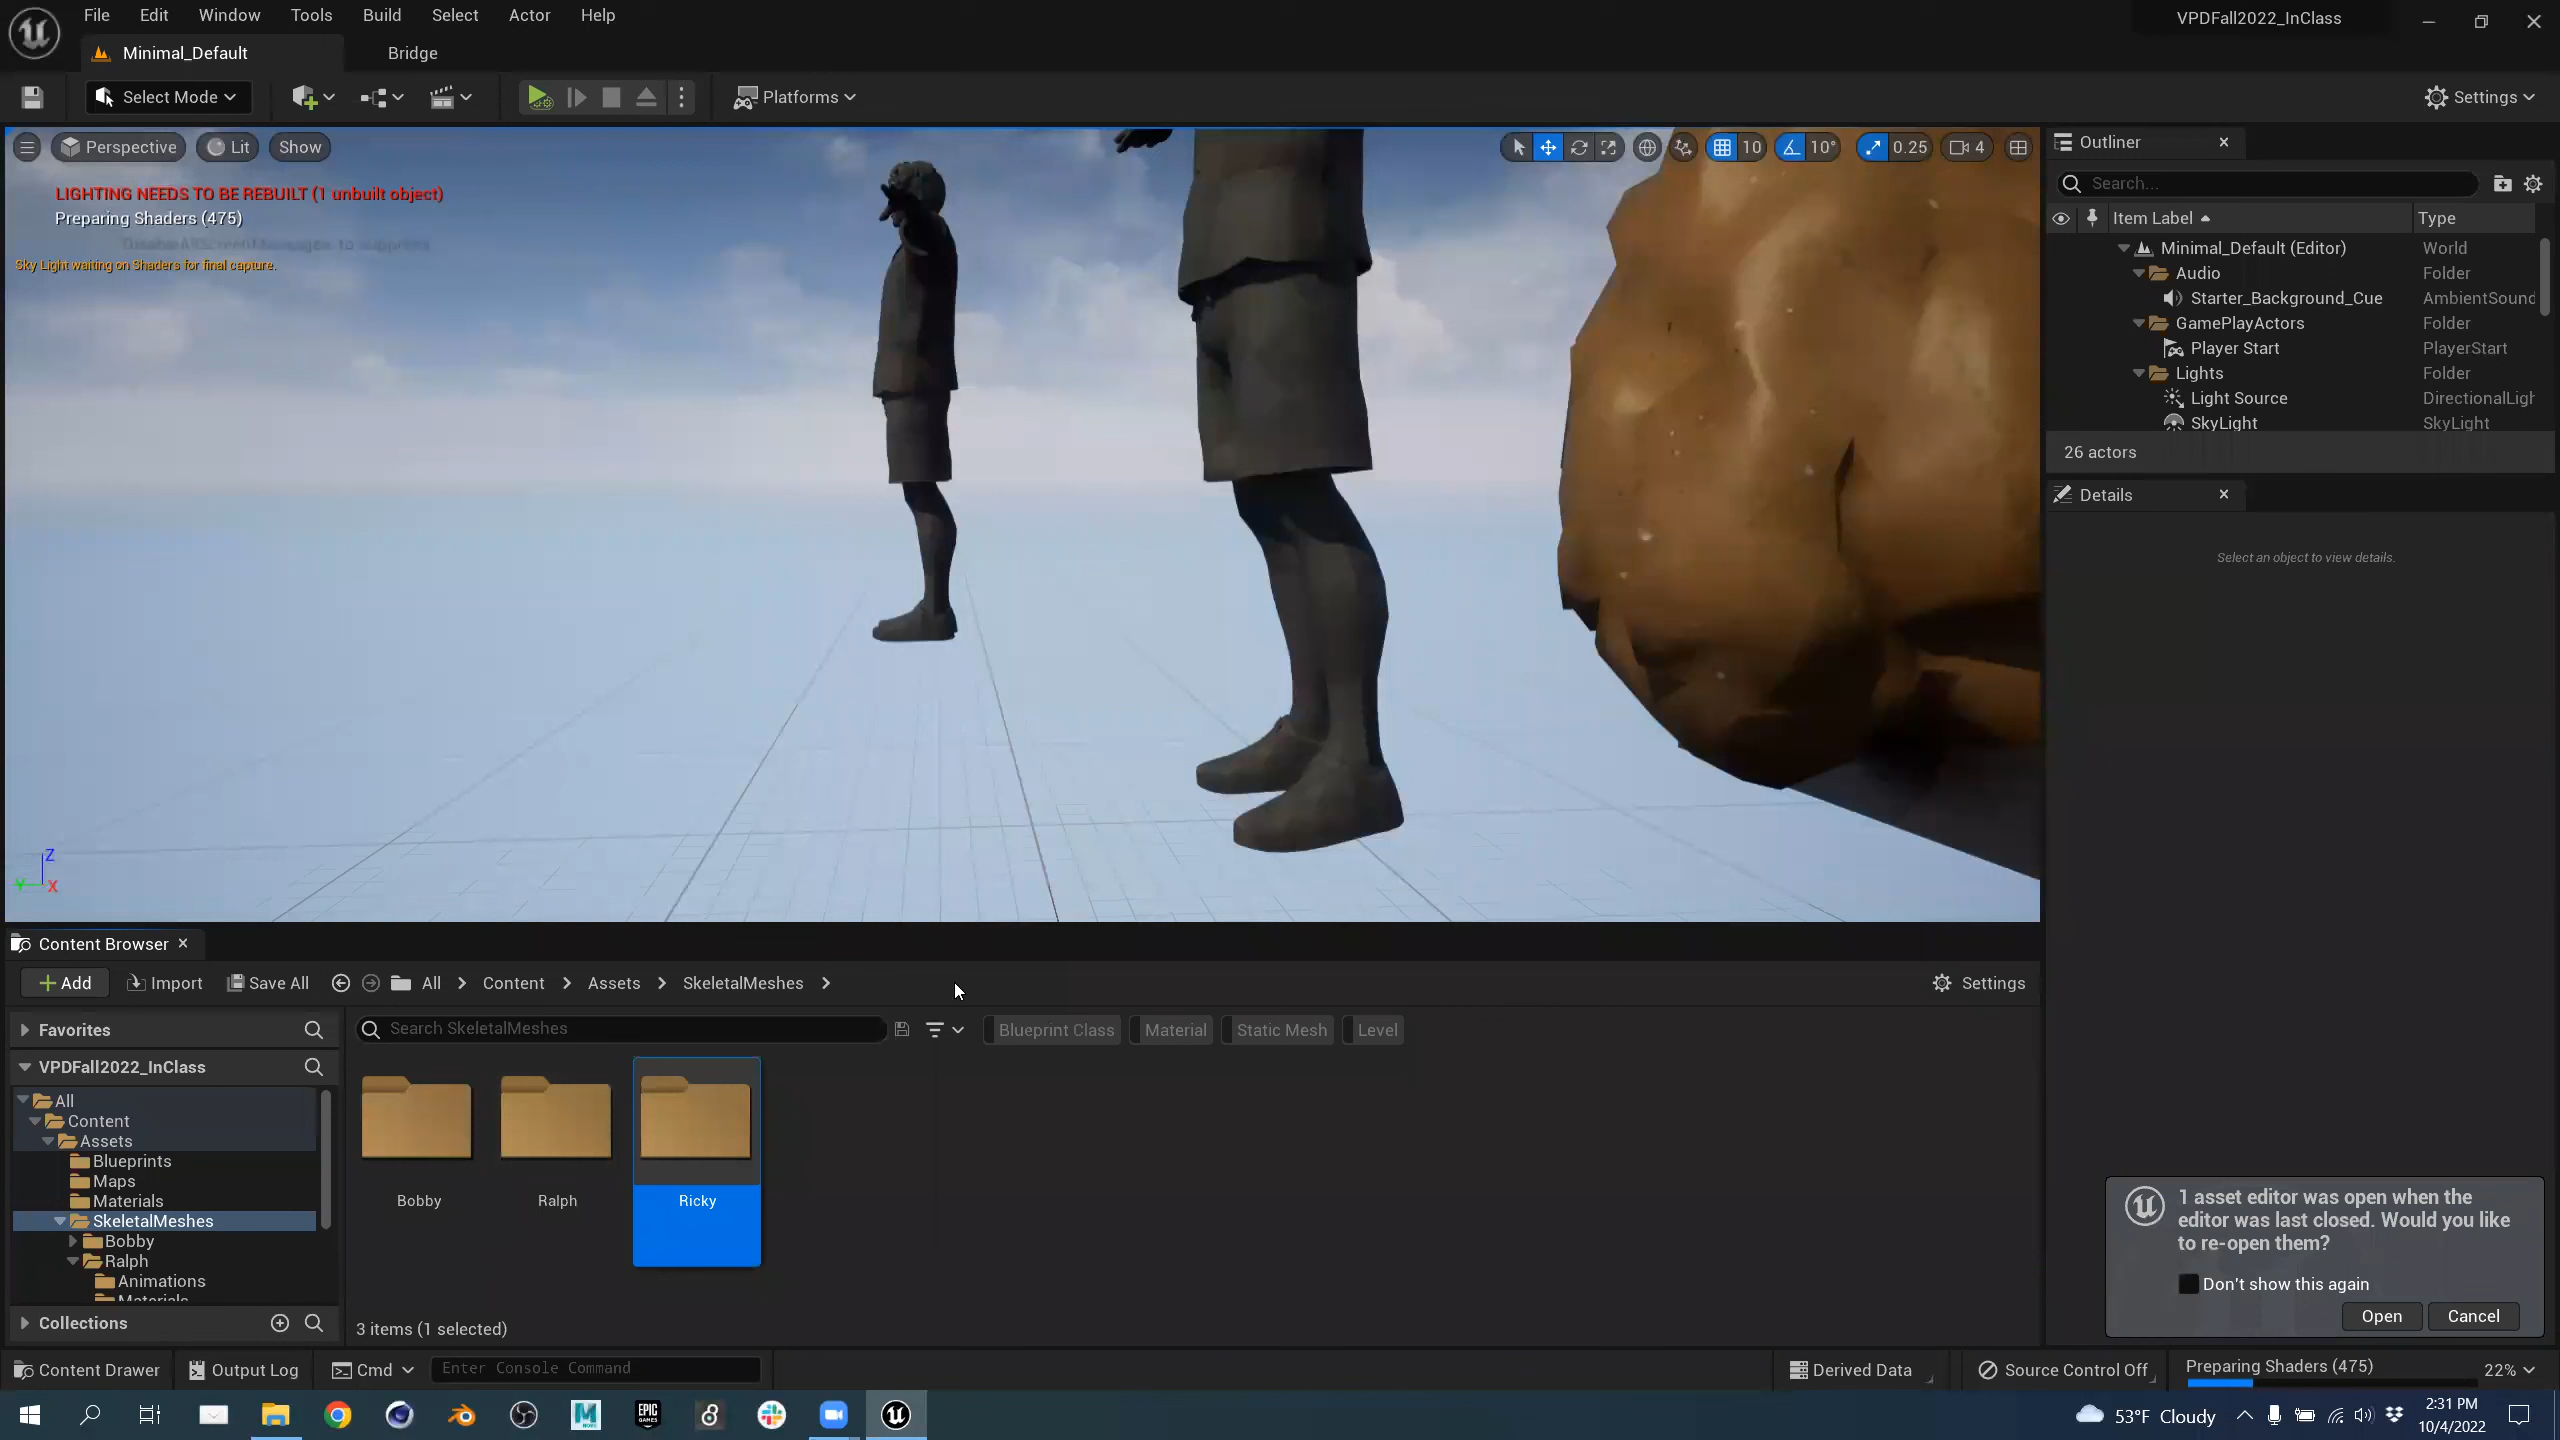 File Edit Window Tools Build Select Actor Help
VPDFall2022_InClass
Minimal_Default Bridge
Select Mode Platforms Settings
Perspective Lit Show 10 10° 0.25 4
LIGHTING NEEDS TO BE REBUILT (1 unbuilt object)
Preparing Shaders (475)
'DisableAllScreenMessages' to suppress
Sky Light waiting on Shaders for final capture.
Z
Y X
Outliner
Search...
Item Label Type
Minimal_Default (Editor) World
Audio Folder
Starter_Background_Cue AmbientSound
GamePlayActors Folder
Player Start PlayerStart
Lights Folder
Light Source DirectionalLigh
SkyLight SkyLight
26 actors
Details
Select an object to view details.
Content Browser
Add Import Save All All > Content > Assets > SkeletalMeshes > Settings
Favorites
Search SkeletalMeshes
Blueprint Class Material Static Mesh Level
VPDFall2022_InClass
All
Content
Assets
Blueprints
Maps
Materials
SkeletalMeshes
Bobby
Ralph
Animations
Materials
Collections
Bobby Ralph Ricky
3 items (1 selected)
1 asset editor was open when the
editor was last closed. Would you like
to re-open them?
Don't show this again
Open Cancel
Content Drawer Output Log Cmd Enter Console Command
Derived Data Source Control Off Preparing Shaders (475) 22%
53°F Cloudy
2:31 PM
10/4/2022
EPIC
GAMES
M